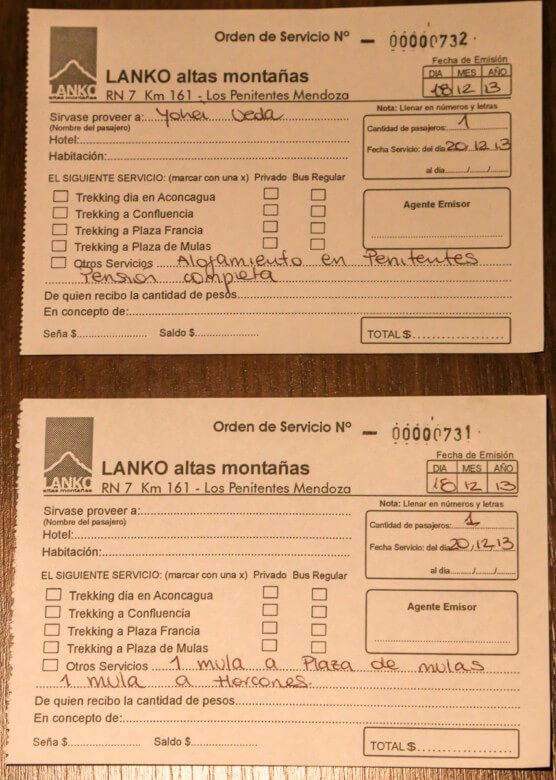 Orden de Servicio Nº - 00000732
Fecha de Emisión
DIA MES AÑO
LANKO
altas montañas
LANKO altas montañas
18 12 13
RN 7 Km 161 - Los Penitentes Mendoza
Nota: Llenar en números y letras
Sirvase proveer a: Yohei Ueda
(Nombre del pasajero)
Cantidad de pasajeros: 1
Hotel:
Fecha Servicio: del día 20/12/13
Habitación:
al día....../....../......
EL SIGUIENTE SERVICIO: (marcar con una x) Privado Bus Regular
Trekking día en Aconcagua
Agente Emisor
Trekking a Confluencia
Trekking a Plaza Francia
Trekking a Plaza de Mulas
Otros Servicios Alojamiento en Penitentes
Pension completa
De quien recibo la cantidad de pesos
En concepto de:
Seña $ Saldo $ TOTAL $
Orden de Servicio Nº - 00000731
Fecha de Emisión
DIA MES AÑO
LANKO
altas montañas
LANKO altas montañas
18 12 13
RN 7 Km 161 - Los Penitentes Mendoza
Nota: Llenar en números y letras
Sirvase proveer a:
(Nombre del pasajero)
Cantidad de pasajeros: 1
Hotel:
Fecha Servicio: del día 20/12/13
Habitación:
al día....../....../......
EL SIGUIENTE SERVICIO: (marcar con una x) Privado Bus Regular
Trekking día en Aconcagua
Agente Emisor
Trekking a Confluencia
Trekking a Plaza Francia
Trekking a Plaza de Mulas
Otros Servicios 1 mula a Plaza de mulas
1 mula a Horcones.
De quien recibo la cantidad de pesos
En concepto de:
Seña $ Saldo $ TOTAL $